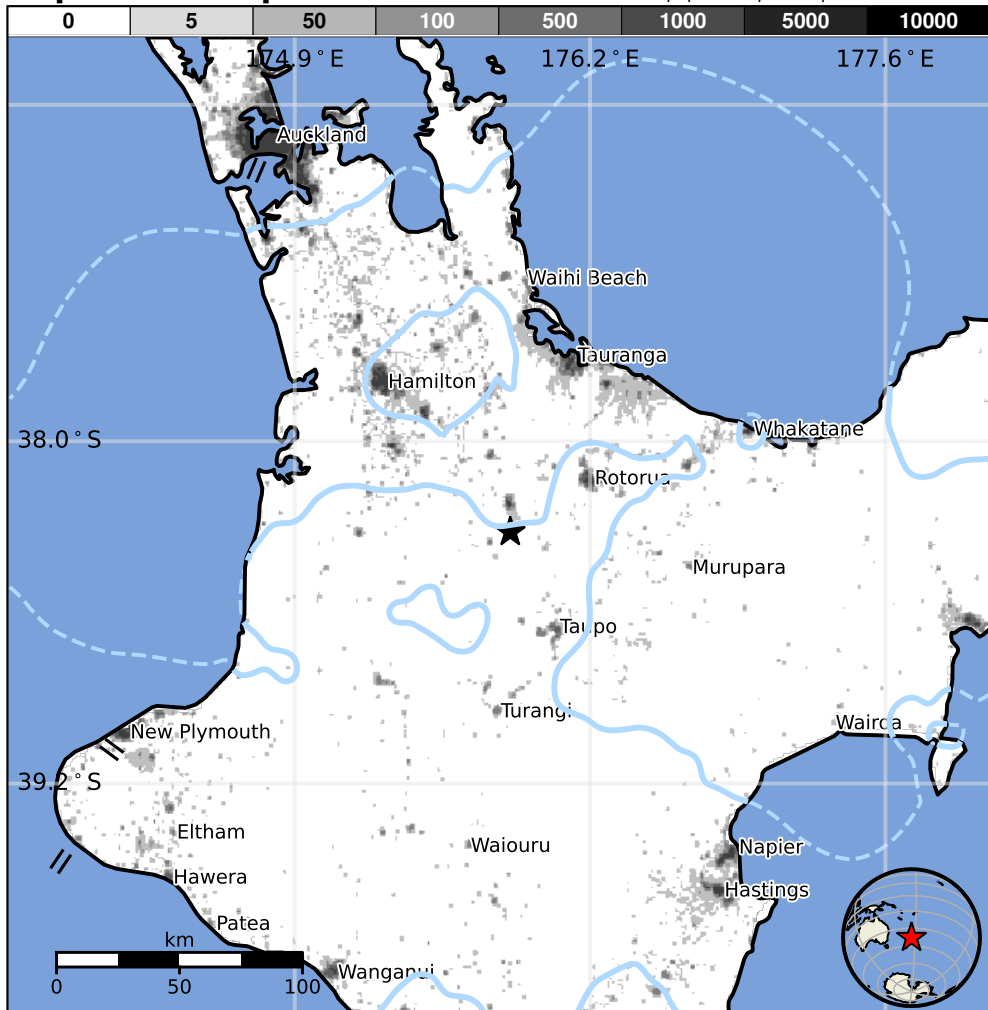 0 5 50 100 500 1000 5000 10000
174.9°E 176.2°E 177.6°E
Auckland
Waihi Beach
Tauranga
Hamilton
Whakatane
38.0°S
Rotorua
Murupara
Taupo
Turangi
Wairoa
New Plymouth
39.2°S
Eltham
Waiouru
Napier
Hawera
Hastings
Patea
km
Wanganui
0 50 100